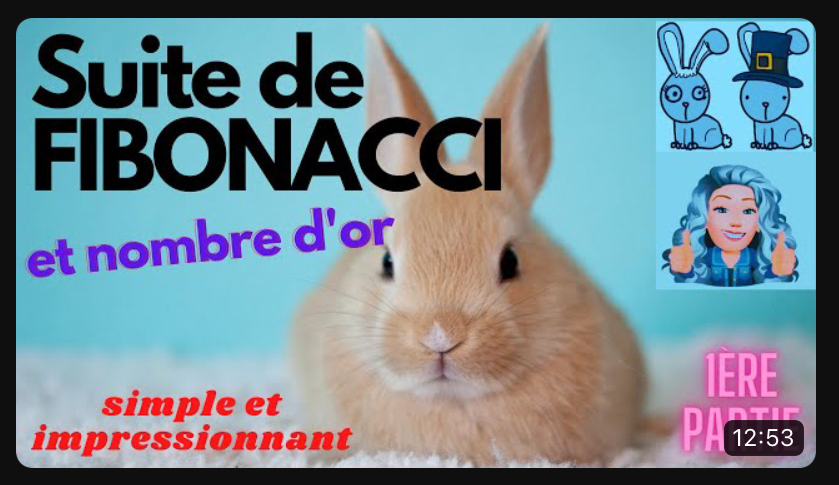 Suite de
FIBONACCI
et nombre d'or
simple et
impressionnant
1ÈRE
PARTIE
12:53